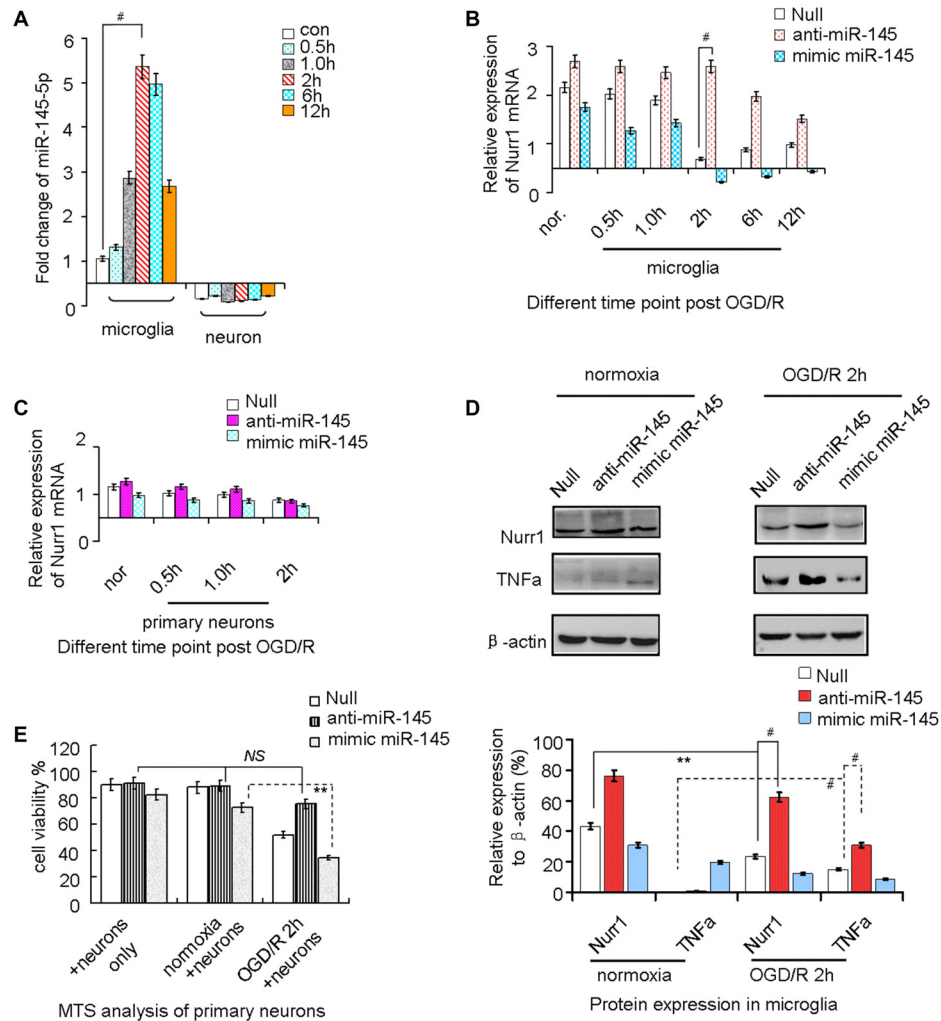 A
#
Fold change of miR-145-5p
6
5
3
2
1
0
con
0.5h
1.0h
2h
6h
12h
microglia
neuron
B
Null
anti-miR-145
mimic miR-145
#
Relative expression
of Nurr1 mRNA
3
2
1
0
nor.
0.5h
1.0h
2h
6h
12h
microglia
Different time point post OGD/R
C
Null
anti-miR-145
mimic miR-145
Relative expression
of Nurr1 mRNA
2
1
0
nor
0.5h
1.0h
2h
primary neurons
Different time point post OGD/R
D
normoxia
OGD/R 2h
Null
anti-miR-145
mimic miR-145
Null
anti-miR-145
mimic miR-145
Nurr1
TNFa
β-actin
Null
anti-miR-145
mimic miR-145
Relative expression
to β-actin (%)
100
80
60
40
20
0
**
#
#
#
Nurr1
TNFa
Nurr1
TNFa
normoxia
OGD/R 2h
Protein expression in microglia
E
Null
anti-miR-145
mimic miR-145
cell viability %
120
100
80
60
40
20
0
NS
**
+neurons
only
normoxia
+neurons
OGD/R 2h
+neurons
MTS analysis of primary neurons